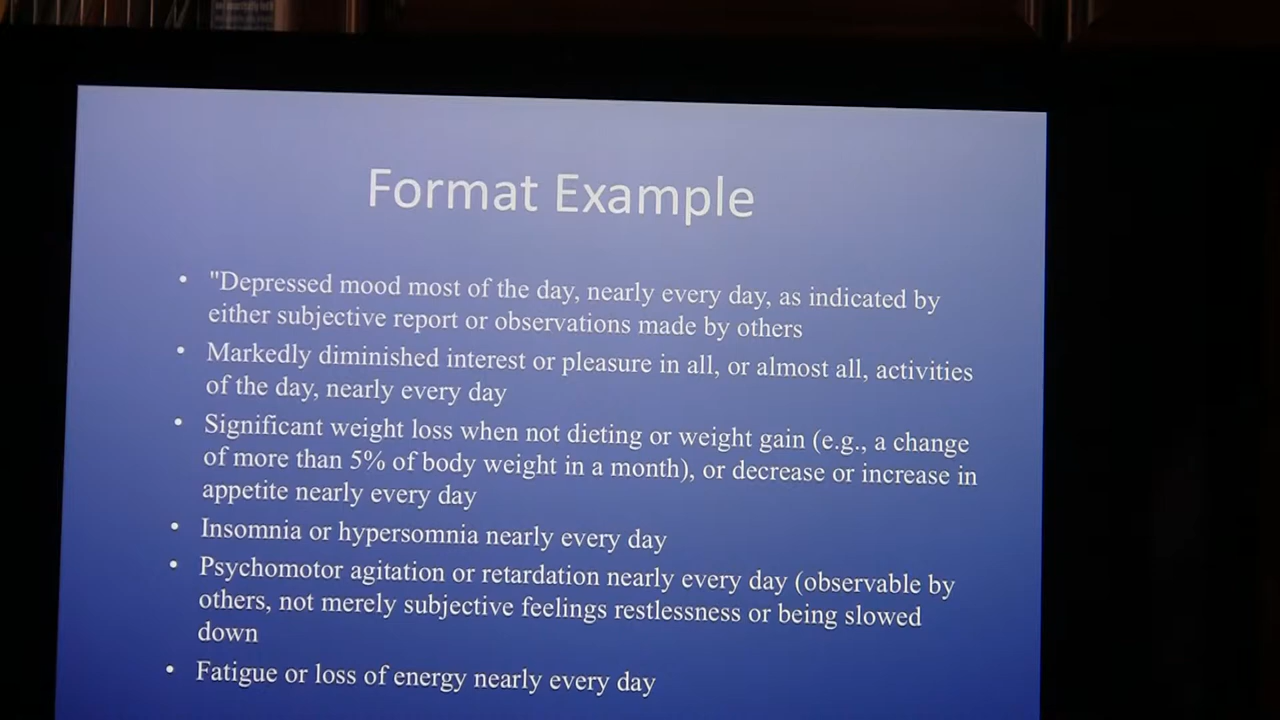 Format Example
• "Depressed mood most of the day, nearly every day, as indicated by
either subjective report or observations made by others
• Markedly diminished interest or pleasure in all, or almost all, activities
of the day, nearly every day
• Significant weight loss when not dieting or weight gain (e.g., a change
of more than 5% of body weight in a month), or decrease or increase in
appetite nearly every day
• Insomnia or hypersomnia nearly every day
• Psychomotor agitation or retardation nearly every day (observable by
others, not merely subjective feelings restlessness or being slowed
down
• Fatigue or loss of energy nearly every day